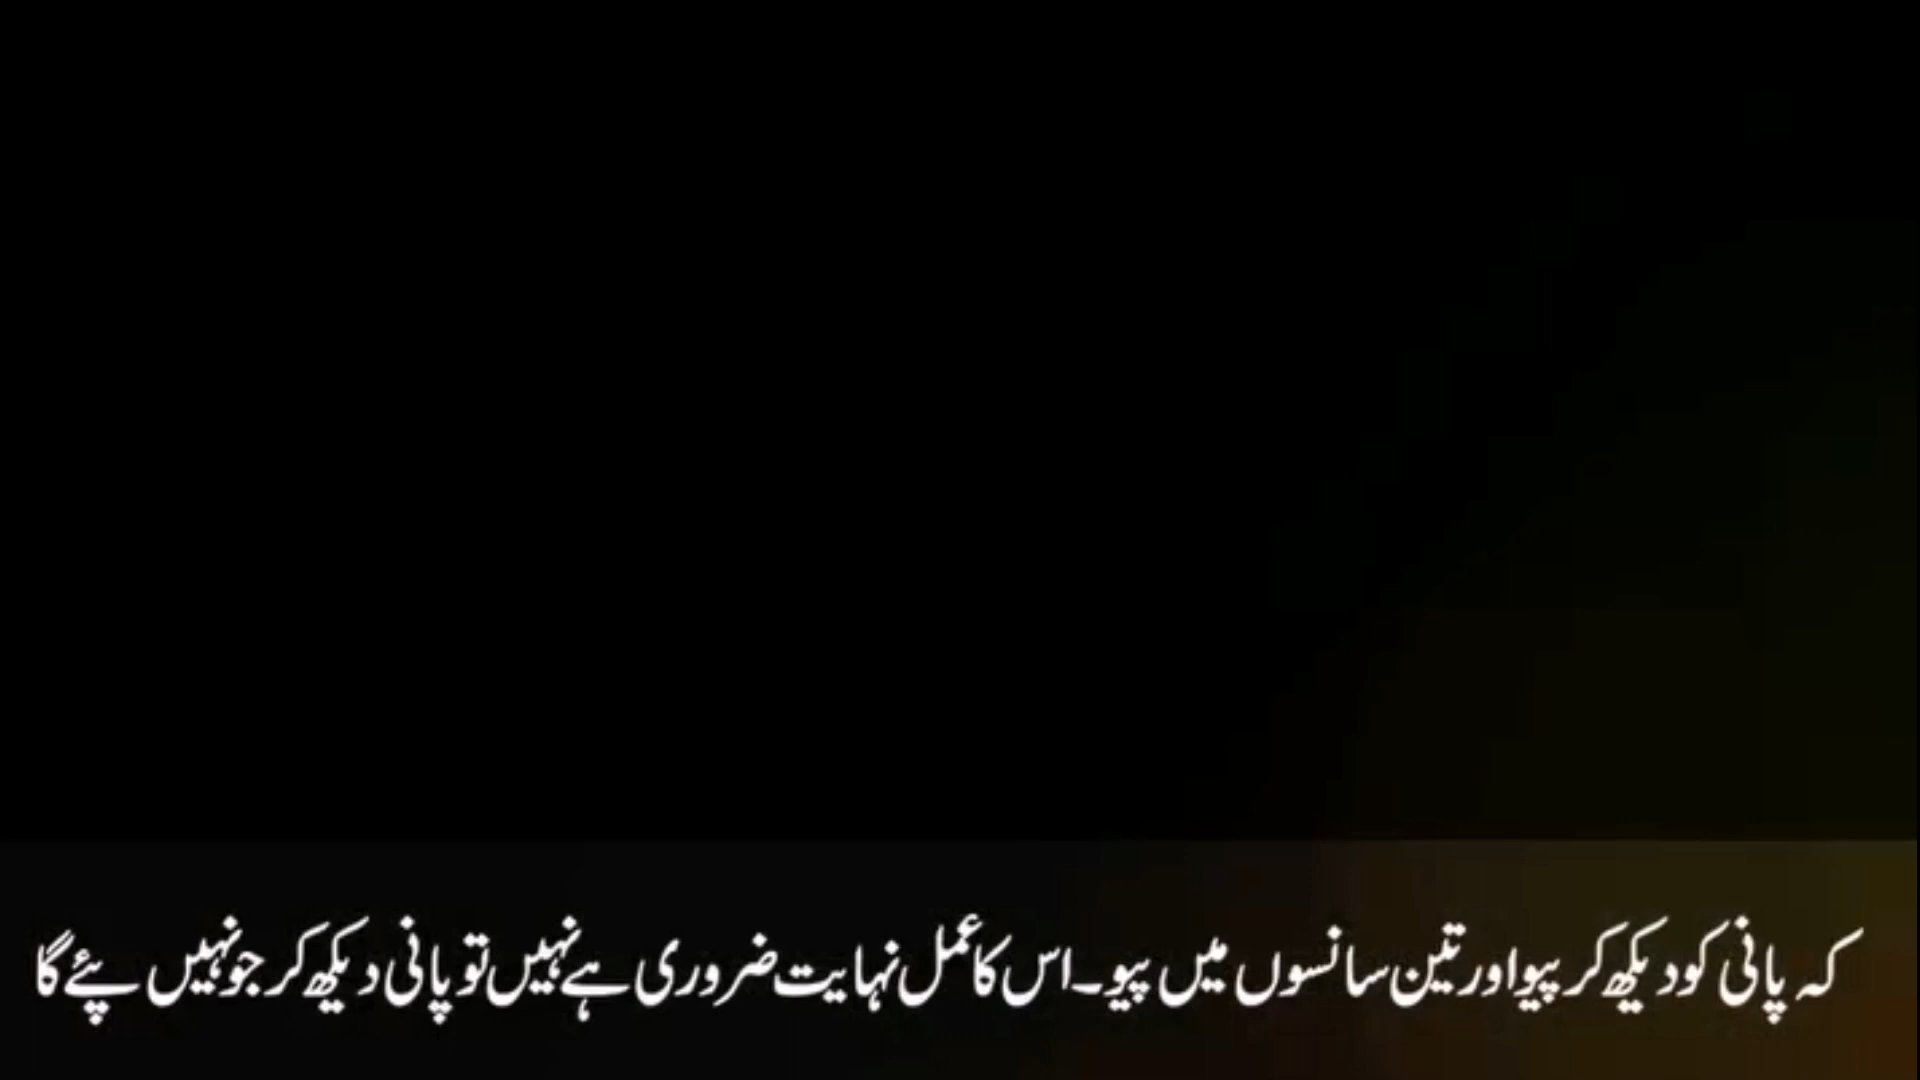 کہ پانی کو دیکھ کر پیو اور تین سانسوں میں پیو۔ اس کا عمل نہایت ضروری ہے نہیں تو پانی دیکھ کر جو نہیں پئے گا